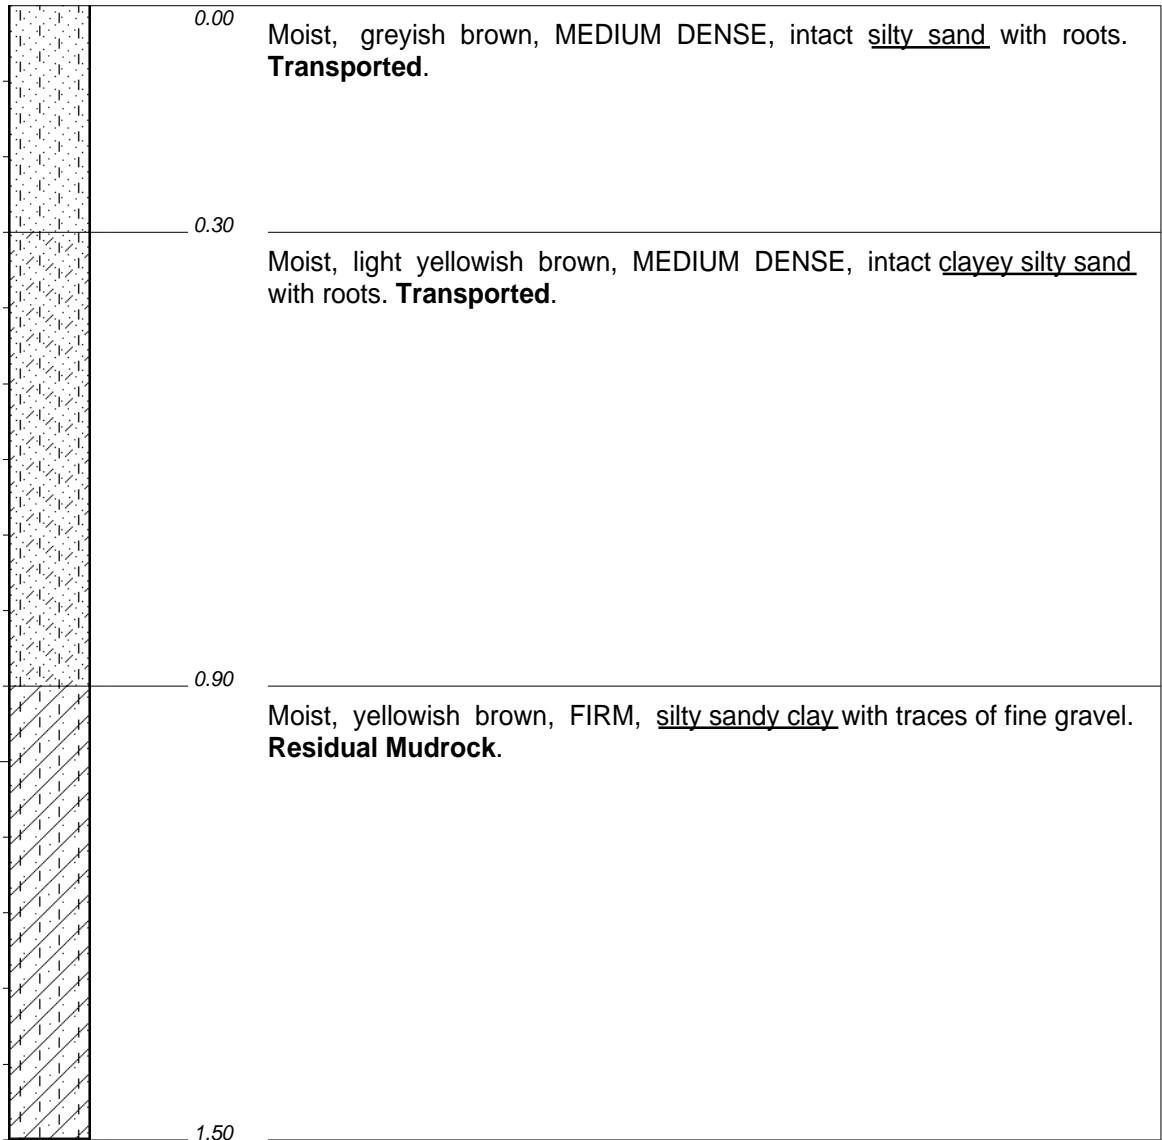 0.00
Moist, greyish brown, MEDIUM DENSE, intact silty sand with roots.
Transported.
0.30
Moist, light yellowish brown, MEDIUM DENSE, intact clayey silty sand
with roots. Transported.
0.90
Moist, yellowish brown, FIRM, silty sandy clay with traces of fine gravel.
Residual Mudrock.
1.50